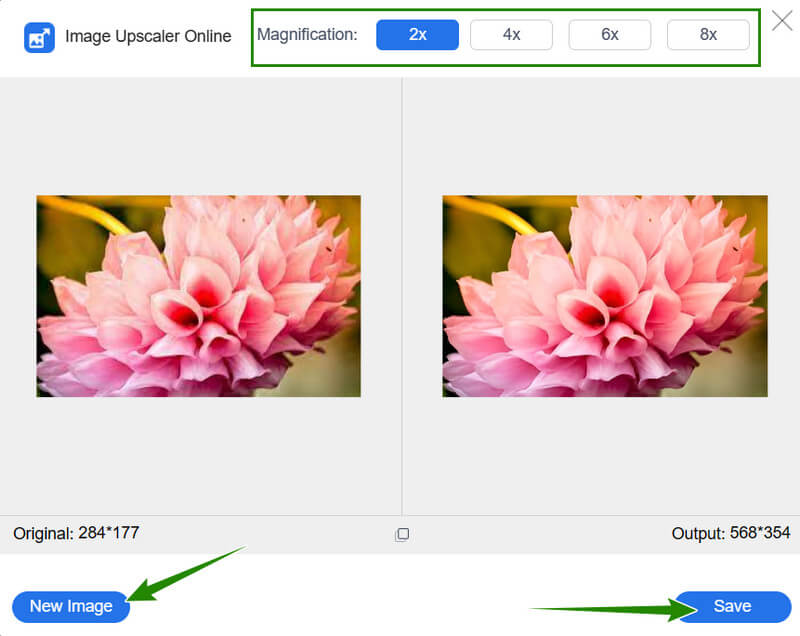 Image Upscaler Online
Magnification: 2x 4x 6x 8x
Original: 284*177
Output: 568*354
New Image
Save